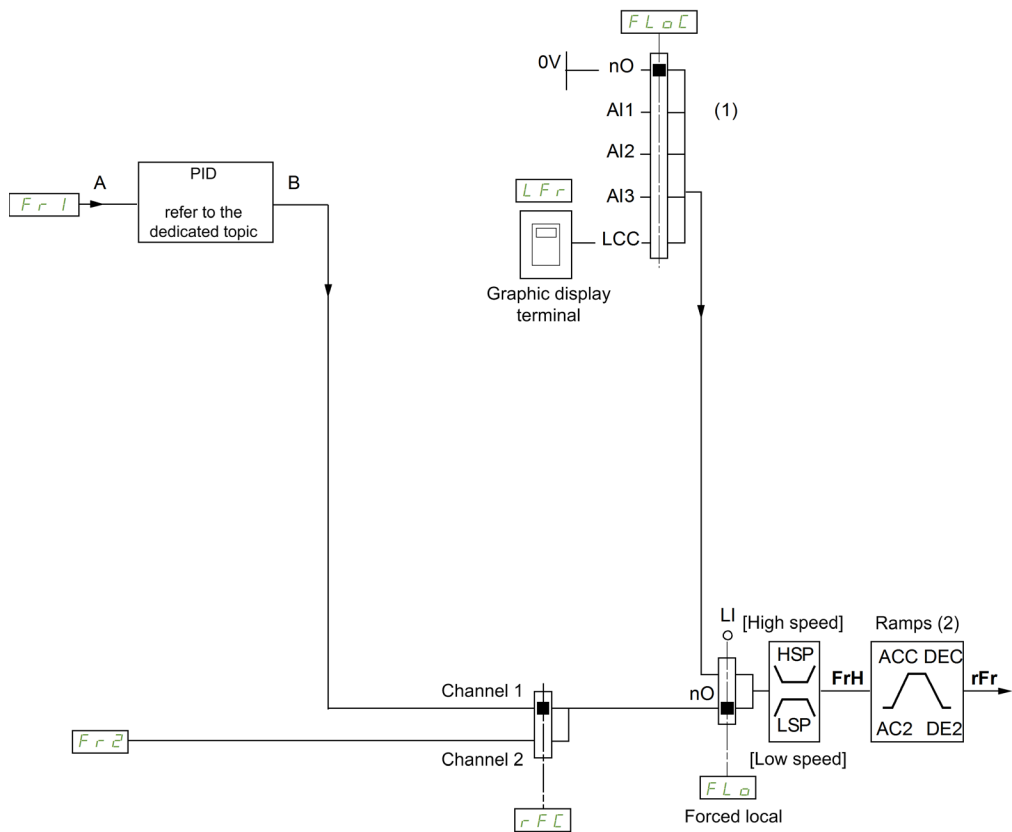 FLoC
0V
nO
AI1
(1)
AI2
PID
A
B
LFr
AI3
Fr1
refer to the
dedicated topic
LCC
Graphic display
terminal
LI
[High speed]
Ramps (2)
HSP
ACC DEC
Channel 1
nO
FrH
rFr
LSP
AC2 DE2
Fr2
Channel 2
[Low speed]
FLo
rFC
Forced local